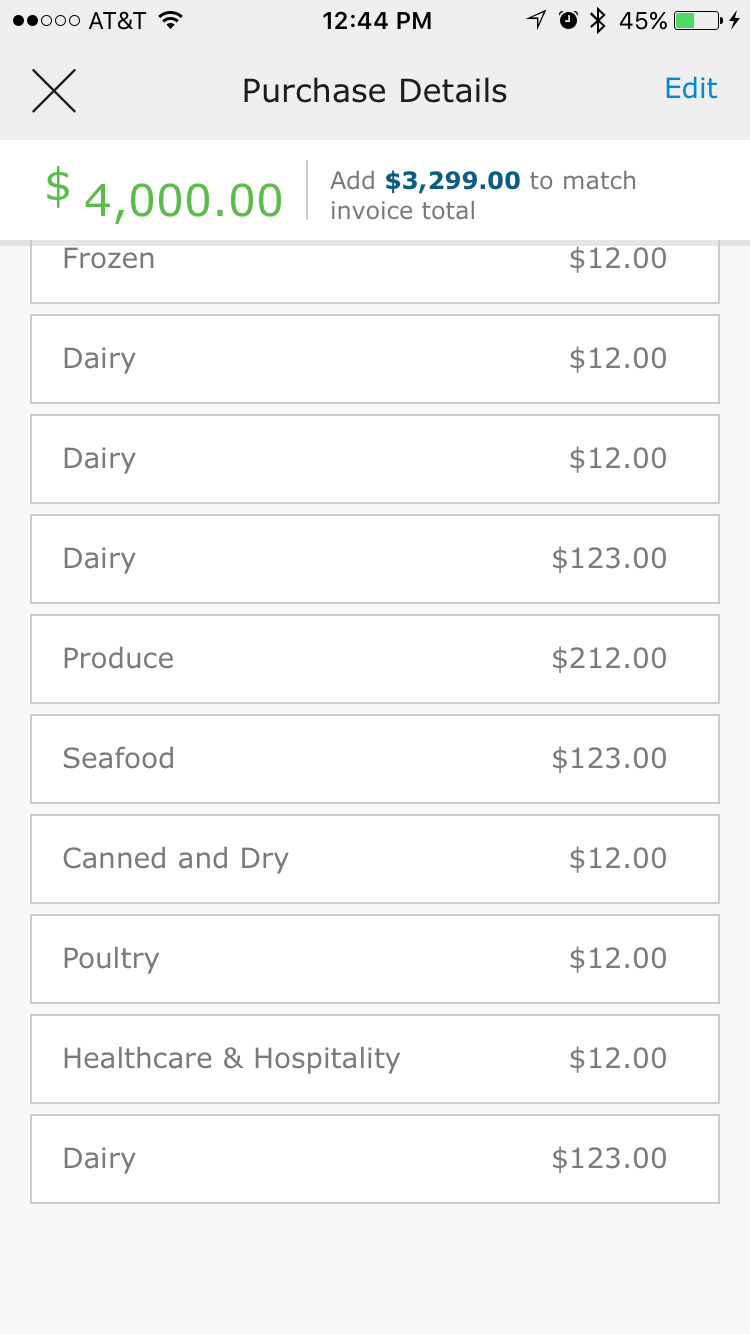 AT&T 12:44 PM 45%
Purchase Details Edit
$ 4,000.00
Add $3,299.00 to match
invoice total
Frozen $12.00
Dairy $12.00
Dairy $12.00
Dairy $123.00
Produce $212.00
Seafood $123.00
Canned and Dry $12.00
Poultry $12.00
Healthcare & Hospitality $12.00
Dairy $123.00